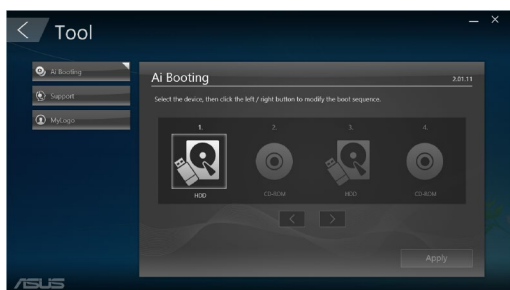 Tool
Ai Booting
Support
MyLogo
Ai Booting
2.01.11
Select the device, then click the left / right button to modify the boot sequence.
1. 2. 3. 4.
HDD CD-ROM HDD CD-ROM
Apply
ASUS